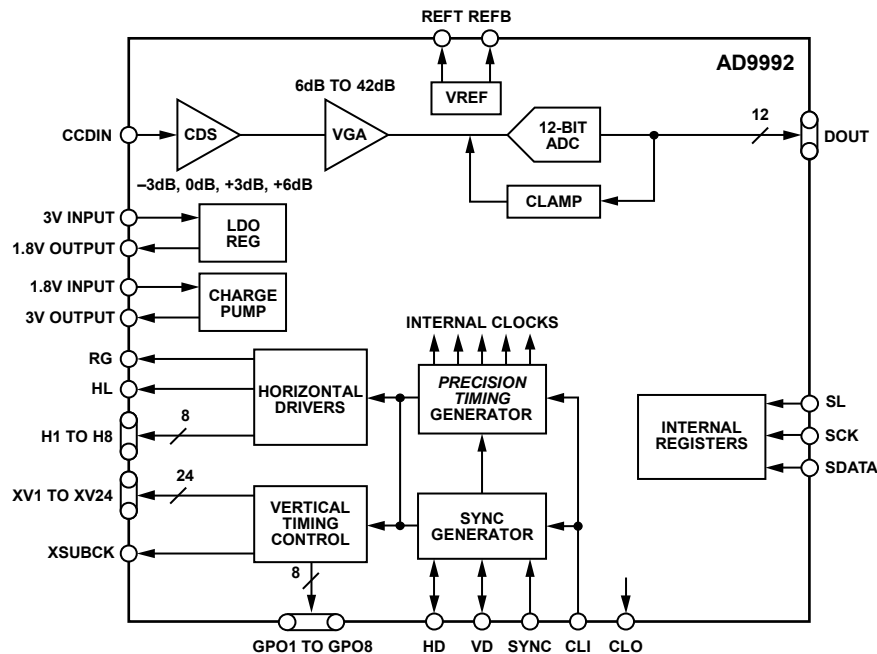 REFT REFB
AD9992
6dB TO 42dB
VREF
CCDIN
CDS
VGA
12-BIT
ADC
12
DOUT
–3dB, 0dB, +3dB, +6dB
CLAMP
3V INPUT
LDO
REG
1.8V OUTPUT
1.8V INPUT
CHARGE
PUMP
3V OUTPUT
INTERNAL CLOCKS
RG
HL
HORIZONTAL
DRIVERS
PRECISION
TIMING
GENERATOR
H1 TO H8
8
INTERNAL
REGISTERS
SL
SCK
SDATA
XV1 TO XV24
24
VERTICAL
TIMING
CONTROL
SYNC
GENERATOR
XSUBCK
8
GPO1 TO GPO8
HD
VD
SYNC
CLI
CLO